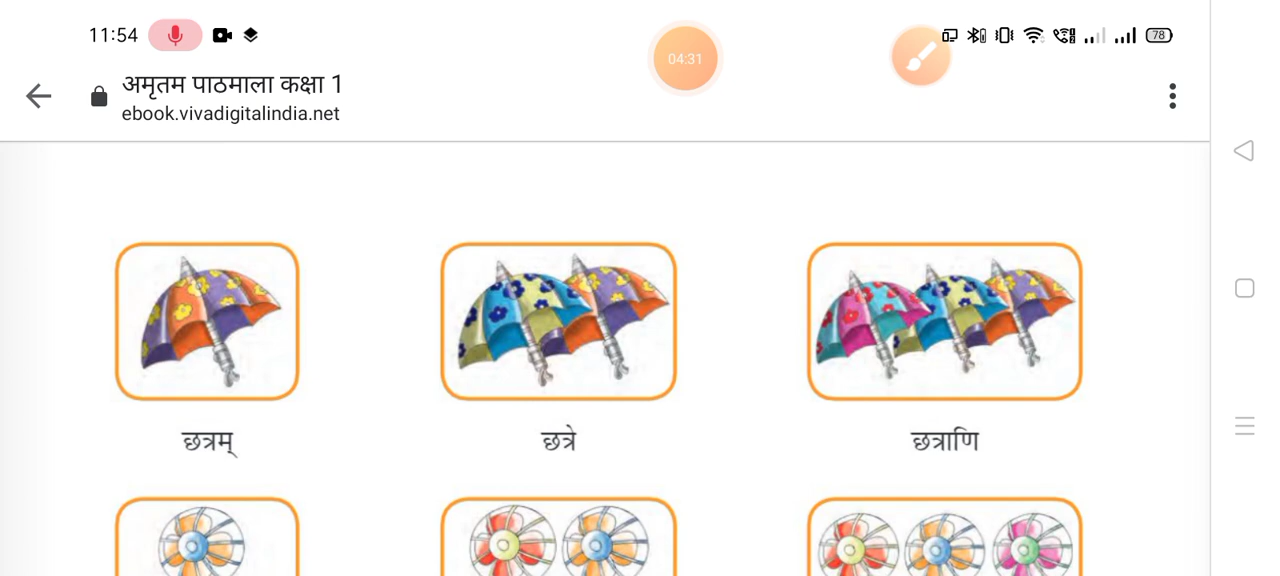 11:54
04:31
78
अमृतम पाठमाला कक्षा 1
ebook.vivadigitalindia.net
छत्रम् छत्रे छत्राणि